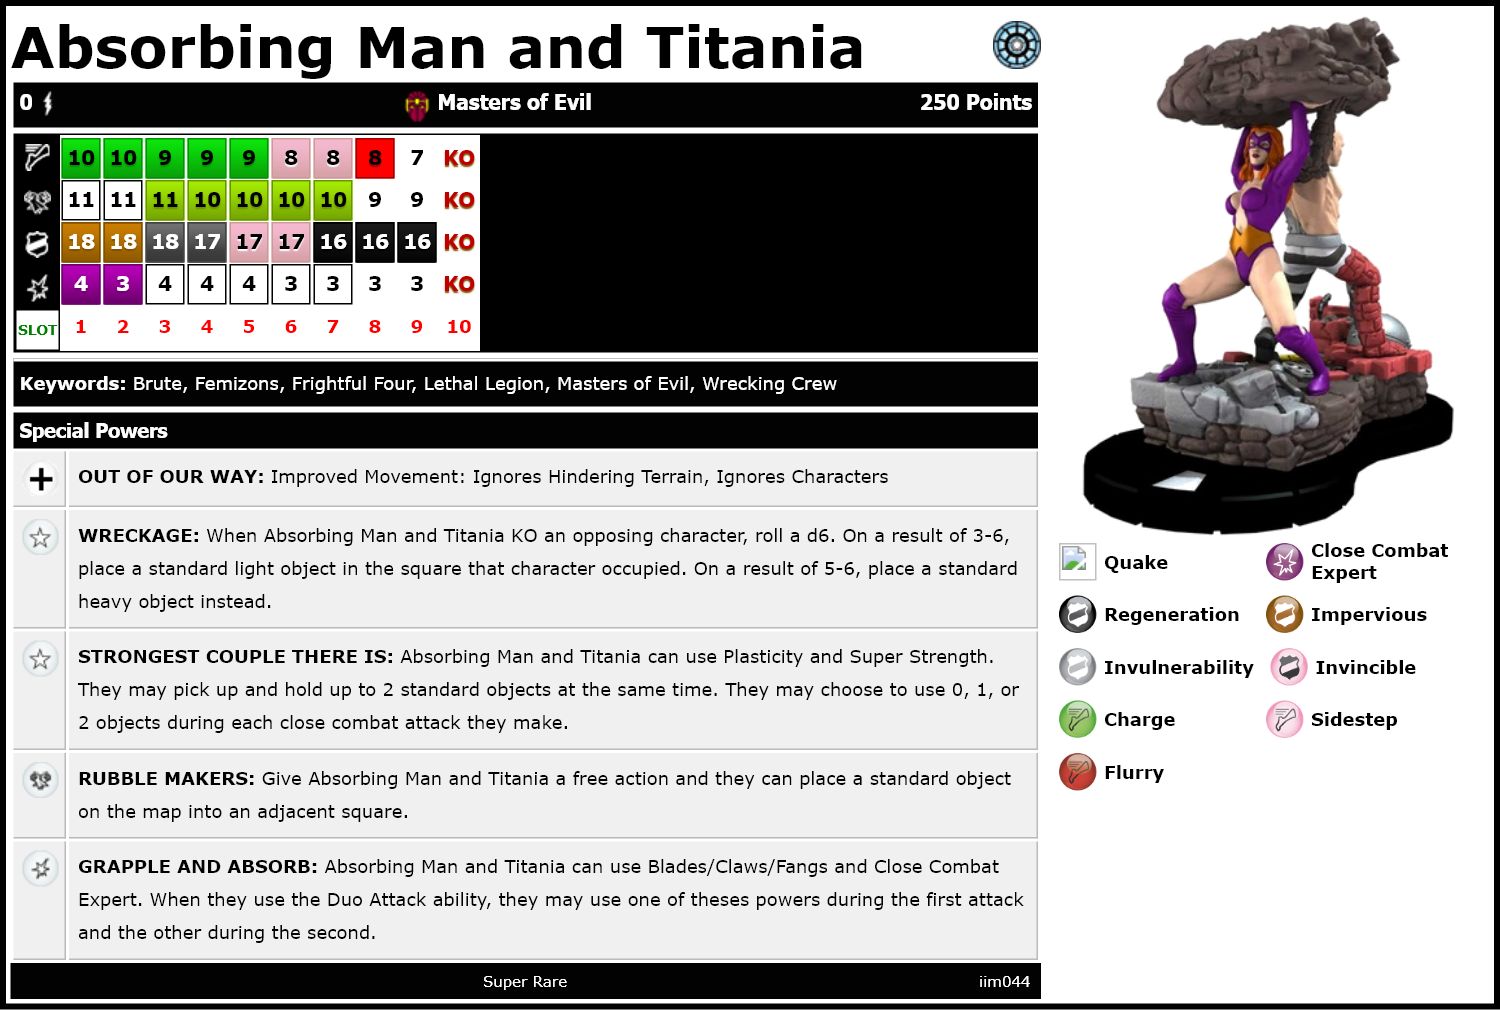 Absorbing Man and Titania
0 Masters of Evil 250 Points
10 10 9 9 9 8 8 8 7 KO
11 11 11 10 10 10 10 9 9 KO
18 18 18 17 17 17 16 16 16 KO
4 3 4 4 4 3 3 3 3 KO
SLOT 1 2 3 4 5 6 7 8 9 10
Keywords: Brute, Femizons, Frightful Four, Lethal Legion, Masters of Evil, Wrecking Crew
Special Powers
OUT OF OUR WAY: Improved Movement: Ignores Hindering Terrain, Ignores Characters
WRECKAGE: When Absorbing Man and Titania KO an opposing character, roll a d6. On a result of 3-6,
place a standard light object in the square that character occupied. On a result of 5-6, place a standard
heavy object instead.
STRONGEST COUPLE THERE IS: Absorbing Man and Titania can use Plasticity and Super Strength.
They may pick up and hold up to 2 standard objects at the same time. They may choose to use 0, 1, or
2 objects during each close combat attack they make.
RUBBLE MAKERS: Give Absorbing Man and Titania a free action and they can place a standard object
on the map into an adjacent square.
GRAPPLE AND ABSORB: Absorbing Man and Titania can use Blades/Claws/Fangs and Close Combat
Expert. When they use the Duo Attack ability, they may use one of theses powers during the first attack
and the other during the second.
Super Rare iim044
Quake
Close Combat
Expert
Regeneration
Impervious
Invulnerability
Invincible
Charge
Sidestep
Flurry